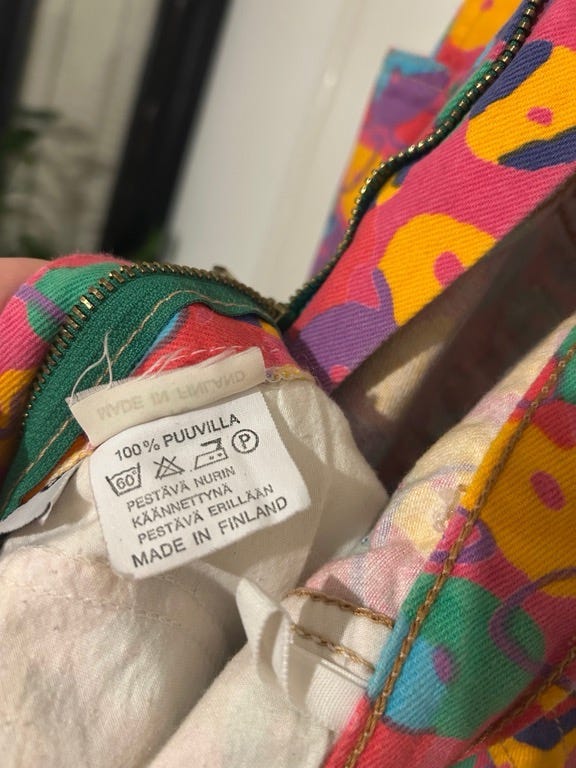 MADE IN FINLAND
100% PUUVILLA
60° P
PESTÄVÄ NURIN
KÄÄNNETTYNÄ
PESTÄVÄ ERILLÄÄN
MADE IN FINLAND